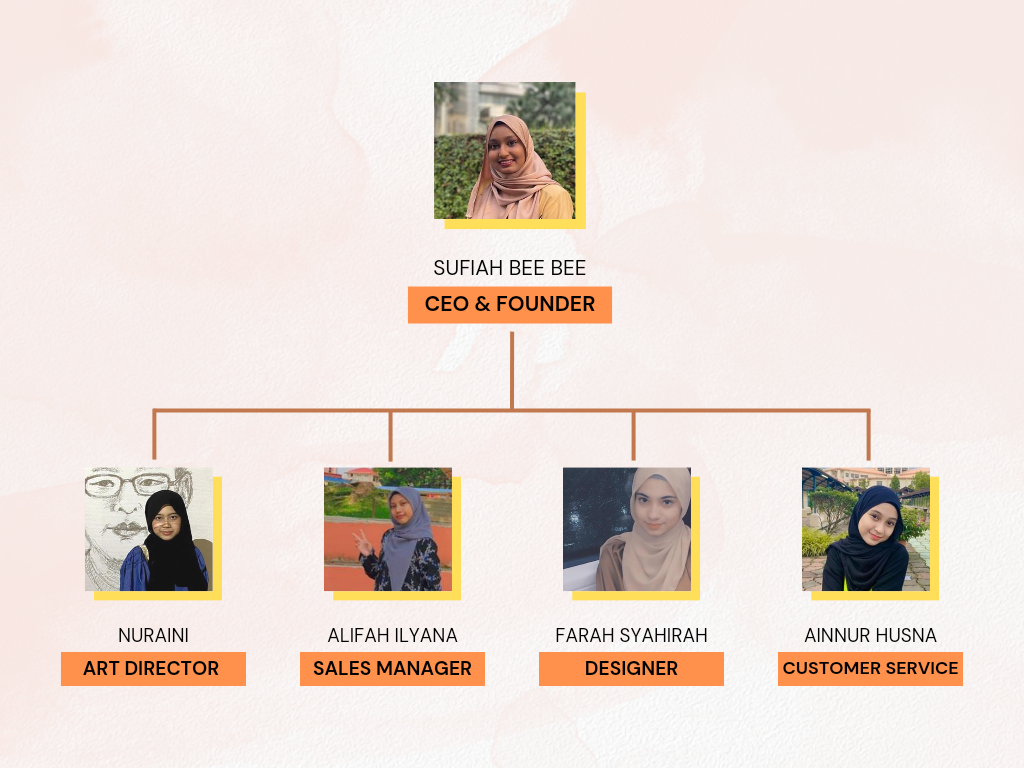 SUFIAH BEE BEE
CEO & FOUNDER
NURAINI
ART DIRECTOR
ALIFAH ILYANA
SALES MANAGER
FARAH SYAHIRAH
DESIGNER
AINNUR HUSNA
CUSTOMER SERVICE